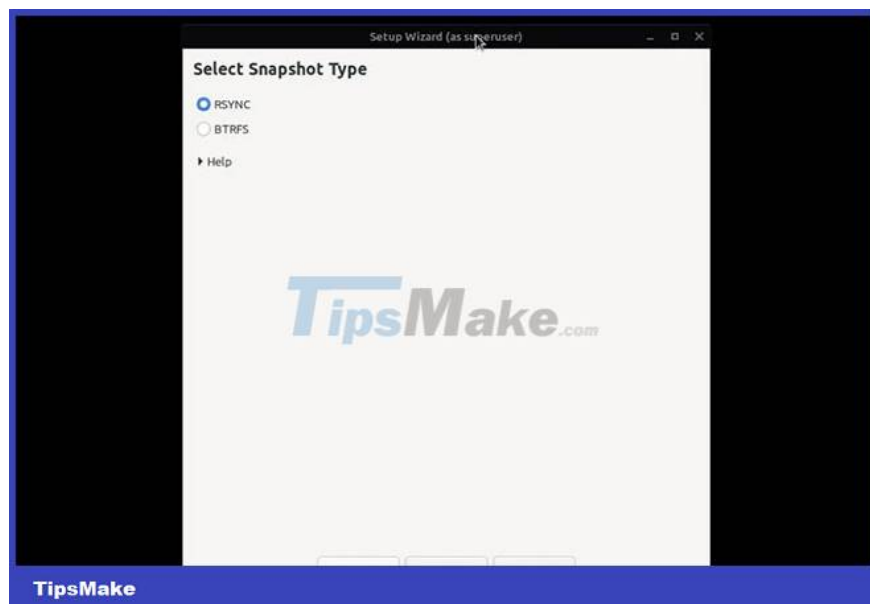 Setup Wizard (as superuser)
Select Snapshot Type
RSYNC
BTRFS
Help
TipsMake.com
TipsMake